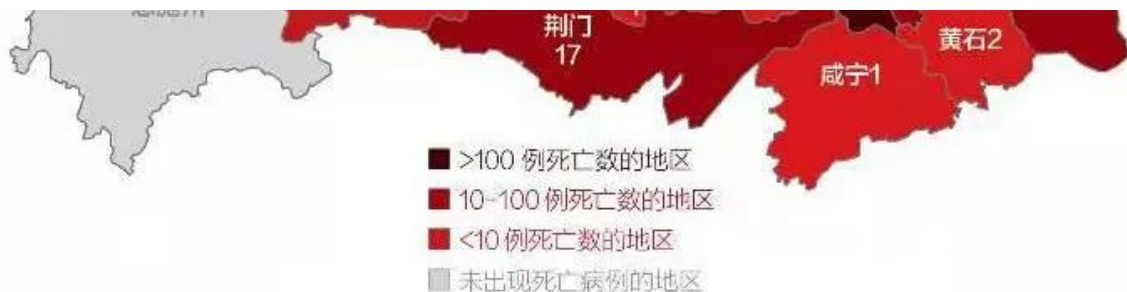 荆门
17
黄石2
咸宁1
>100 例死亡数的地区
10-100 例死亡数的地区
<10 例死亡数的地区
未出现死亡病例的地区